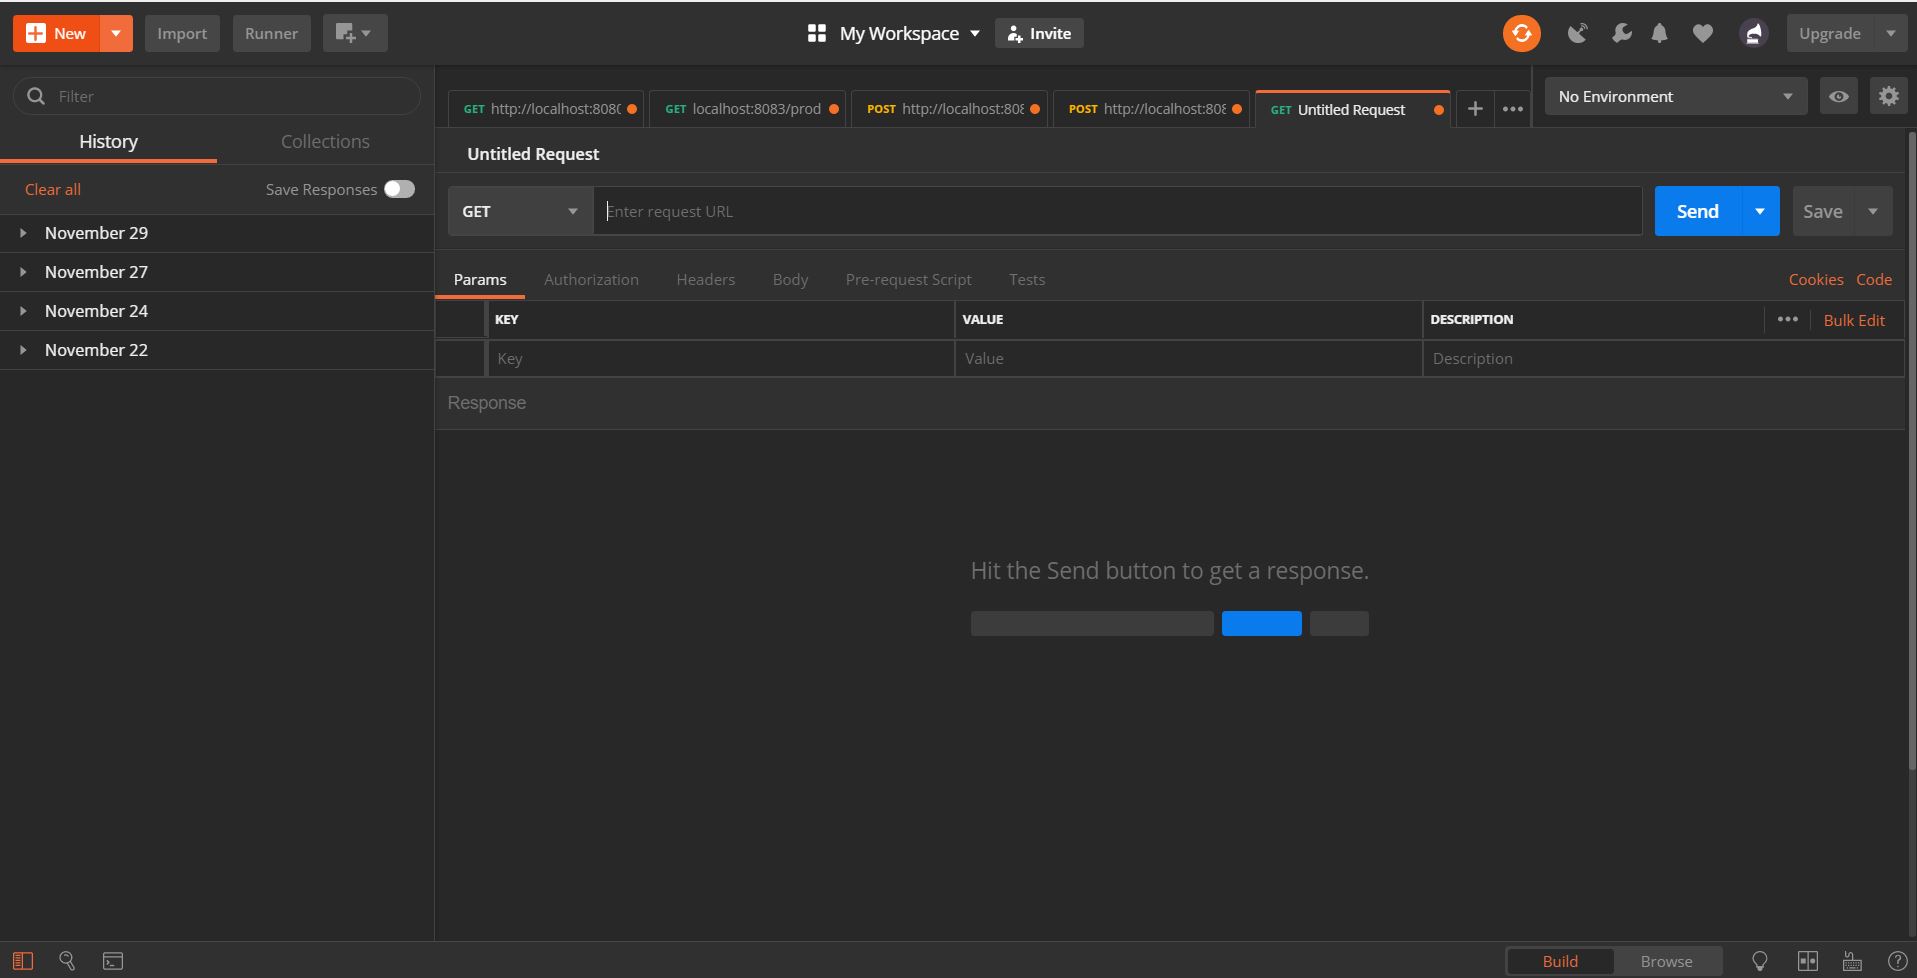 New
Import
Runner
My Workspace
Invite
Upgrade
Filter
History
Collections
Clear all
Save Responses
November 29
November 27
November 24
November 22
GET http://localhost:8080
GET localhost:8083/prod
POST http://localhost:808
POST http://localhost:808
GET Untitled Request
No Environment
Untitled Request
GET
Enter request URL
Send
Save
Params
Authorization
Headers
Body
Pre-request Script
Tests
Cookies
Code
KEY
VALUE
DESCRIPTION
Bulk Edit
Key
Value
Description
Response
Hit the Send button to get a response.
Build
Browse